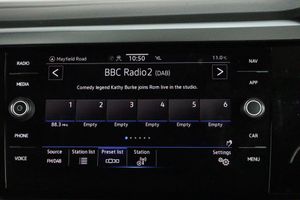 Mayfield Road 10:50 11.0°C
RADIO NAV
BBC Radio2 (DAB)
MEDIA APP
Comedy legend Kathy Burke joins Rom live in the studio.
1 2 3 4 5 6
88.3 MHz Empty Empty Empty Empty Empty
PHONE CAR
Source Station list Preset list Station Settings
VOICE FM/DAB MENU